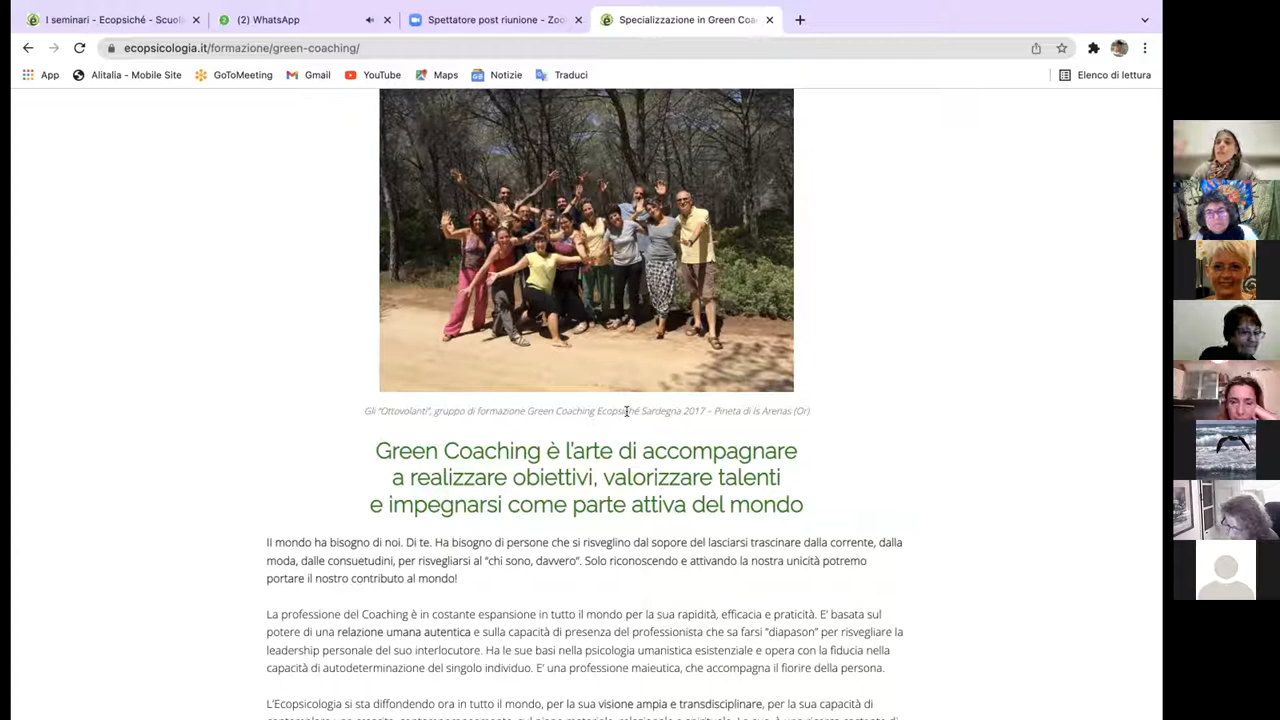 I seminari - Ecopsiché - Scuol
(2) WhatsApp
Spettatore post riunione - Zoo
Specializzazione in Green Coa
ecopsicologia.it/formazione/green-coaching/
App
Alitalia - Mobile Site
GoToMeeting
Gmail
YouTube
Maps
Notizie
Traduci
Elenco di lettura
Gli "Ottovolanti", gruppo di formazione Green Coaching Ecopsiché Sardegna 2017 – Pineta di is Arenas (Or)
Green Coaching è l'arte di accompagnare
a realizzare obiettivi, valorizzare talenti
e impegnarsi come parte attiva del mondo
Il mondo ha bisogno di noi. Di te. Ha bisogno di persone che si risveglino dal sopore del lasciarsi trascinare dalla corrente, dalla
moda, dalle consuetudini, per risvegliarsi al "chi sono, davvero". Solo riconoscendo e attivando la nostra unicità potremo
portare il nostro contributo al mondo!
La professione del Coaching è in costante espansione in tutto il mondo per la sua rapidità, efficacia e praticità. E' basata sul
potere di una relazione umana autentica e sulla capacità di presenza del professionista che sa farsi "diapason" per risvegliare la
leadership personale del suo interlocutore. Ha le sue basi nella psicologia umanistica esistenziale e opera con la fiducia nella
capacità di autodeterminazione del singolo individuo. E' una professione maieutica, che accompagna il fiorire della persona.
L'Ecopsicologia si sta diffondendo ora in tutto il mondo, per la sua visione ampia e transdisciplinare, per la sua capacità di